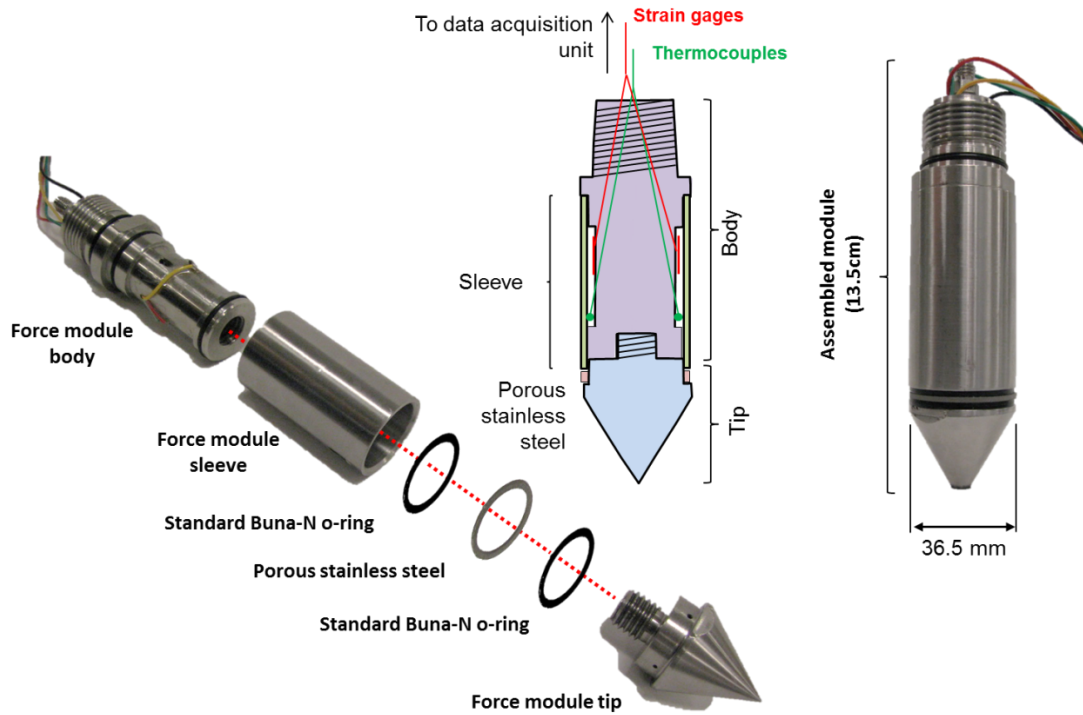 To data acquisition
unit
Strain gages
Thermocouples
Sleeve
Body
Porous
stainless
steel
Tip
Assembled module
(13.5cm)
36.5 mm
Force module
body
Force module
sleeve
Standard Buna-N o-ring
Porous stainless steel
Standard Buna-N o-ring
Force module tip